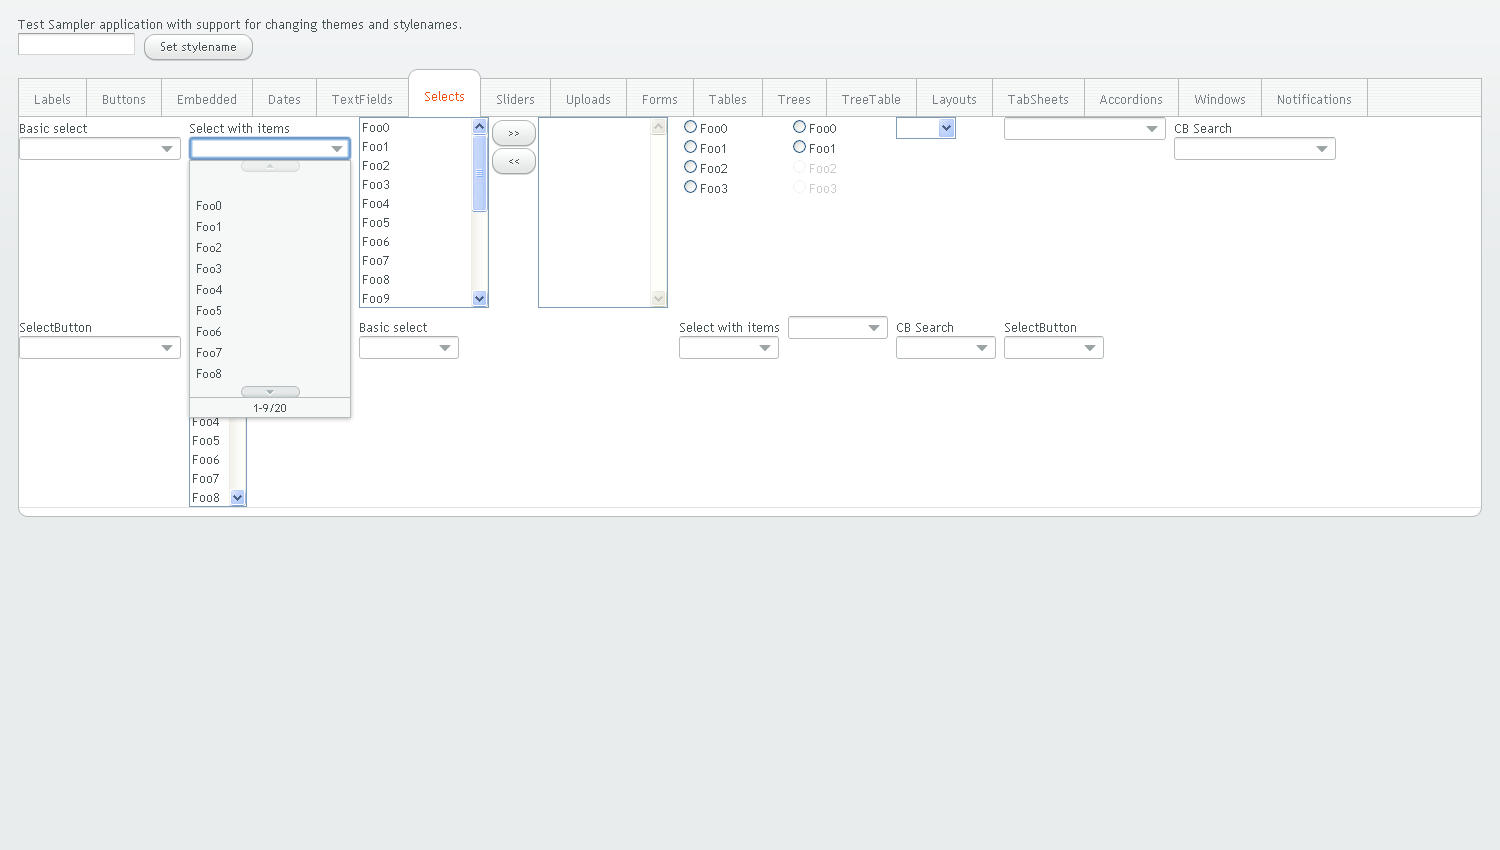 Test Sampler application with support for changing themes and stylenames.
Set stylename
Labels Buttons Embedded Dates TextFields Selects Sliders Uploads Forms Tables Trees TreeTable Layouts TabSheets Accordions Windows Notifications
Basic select
Select with items
Foo0
Foo1
Foo2
Foo3
Foo4
Foo5
Foo6
Foo7
Foo8
1-9/20
Foo0
Foo1
Foo2
Foo3
Foo4
Foo5
Foo6
Foo7
Foo8
Foo9
>>
<<
Foo0
Foo1
Foo2
Foo3
Foo0
Foo1
Foo2
Foo3
CB Search
SelectButton
Basic select
Select with items
CB Search
SelectButton
Foo4
Foo5
Foo6
Foo7
Foo8